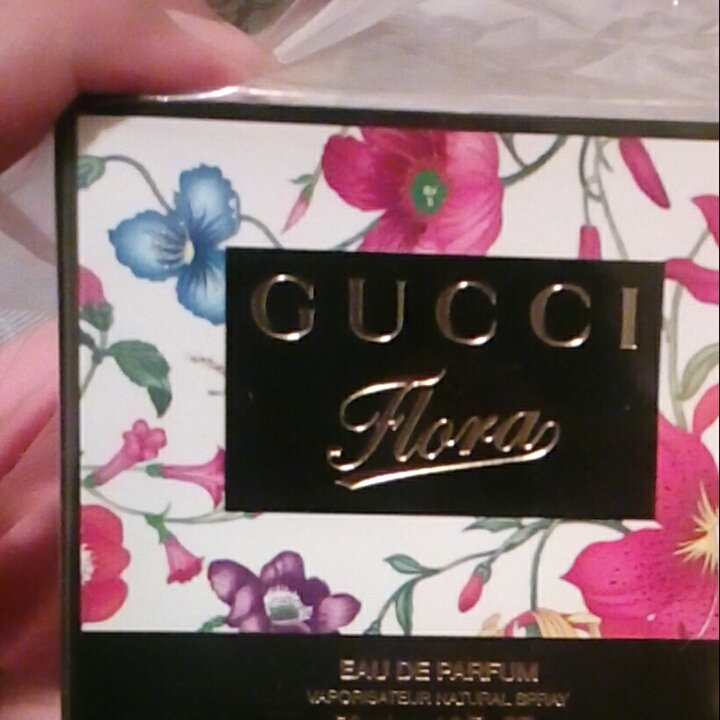 GUCCI
Flora
EAU DE PARFUM
VAPORISATEUR NATURAL SPRAY